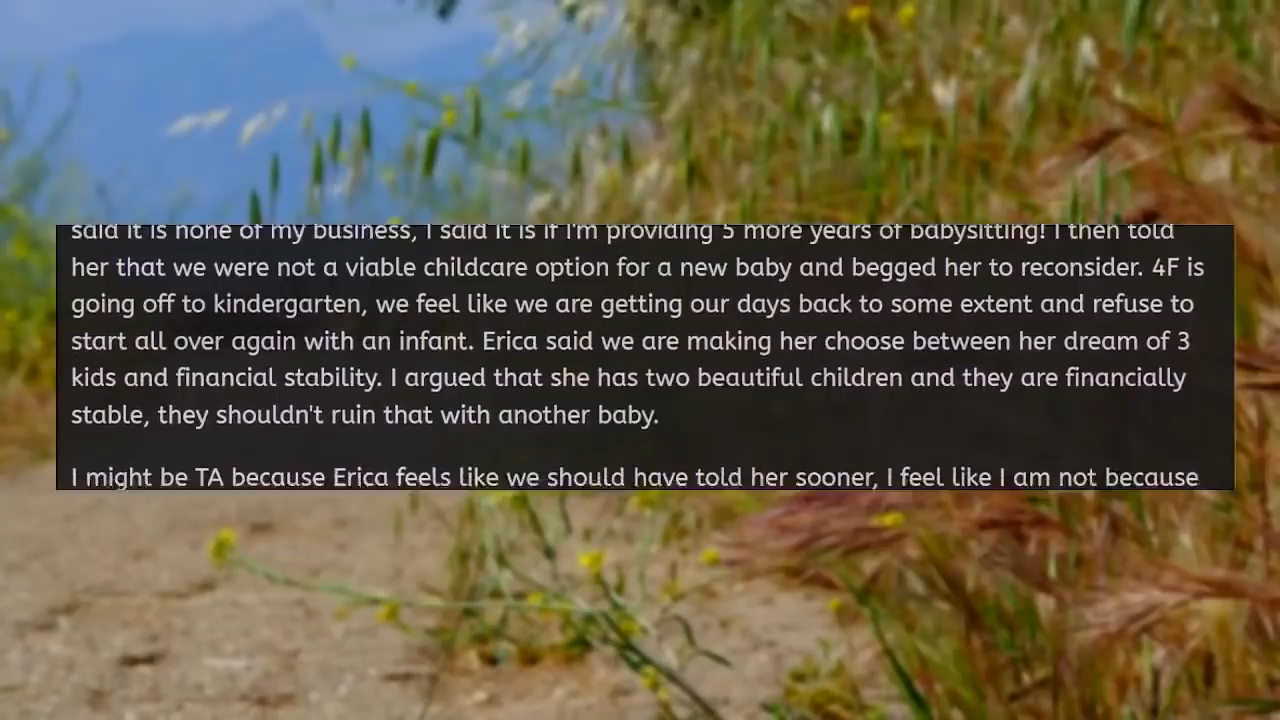 said it is none of my business, I said it is if I'm providing 5 more years of babysitting! I then told
her that we were not a viable childcare option for a new baby and begged her to reconsider. 4F is
going off to kindergarten, we feel like we are getting our days back to some extent and refuse to
start all over again with an infant. Erica said we are making her choose between her dream of 3
kids and financial stability. I argued that she has two beautiful children and they are financially
stable, they shouldn't ruin that with another baby.
I might be TA because Erica feels like we should have told her sooner, I feel like I am not because